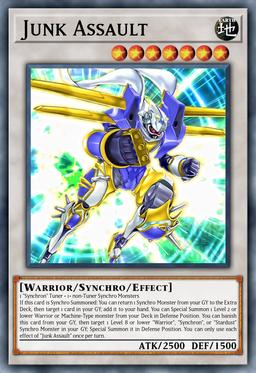 JUNK ASSAULT
EARTH
地
[WARRIOR/SYNCHRO/EFFECT]
1 "Synchron" Tuner + 1+ non-Tuner Synchro Monsters
If this card is Synchro Summoned: You can return 1 Synchro Monster from your GY to the Extra
Deck, then target 1 card in your GY; add it to your hand. You can Special Summon 1 Level 2 or
lower Warrior or Machine-Type monster from your Deck in Defense Position. You can banish
this card from your GY, then target 1 Level 8 or lower "Warrior", "Synchron", or "Stardust"
Synchro Monster in your GY; Special Summon it in Defense Position. You can only use each
effect of "Junk Assault" once per turn.
ATK/2500 DEF/1500